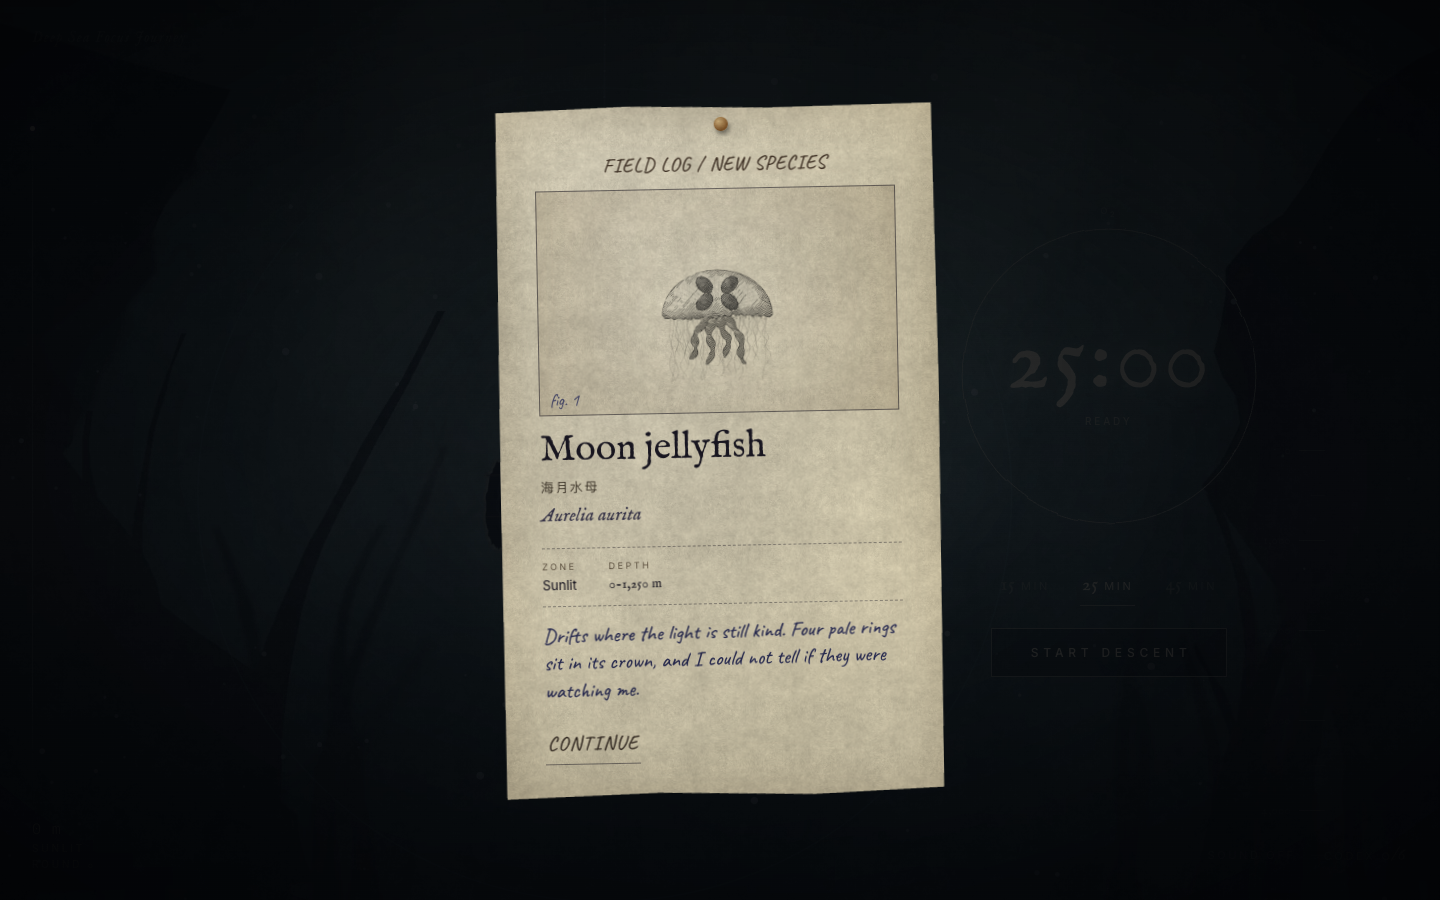 FIELD LOG / NEW SPECIES
fig. 1
Moon jellyfish
海月水母
Aurelia aurita
ZONE DEPTH
Sunlit 0-1,250 m
Drifts where the light is still kind. Four pale rings
sit in its crown, and I could not tell if they were
watching me.
CONTINUE
25:00
READY
25 MIN
START DESCENT